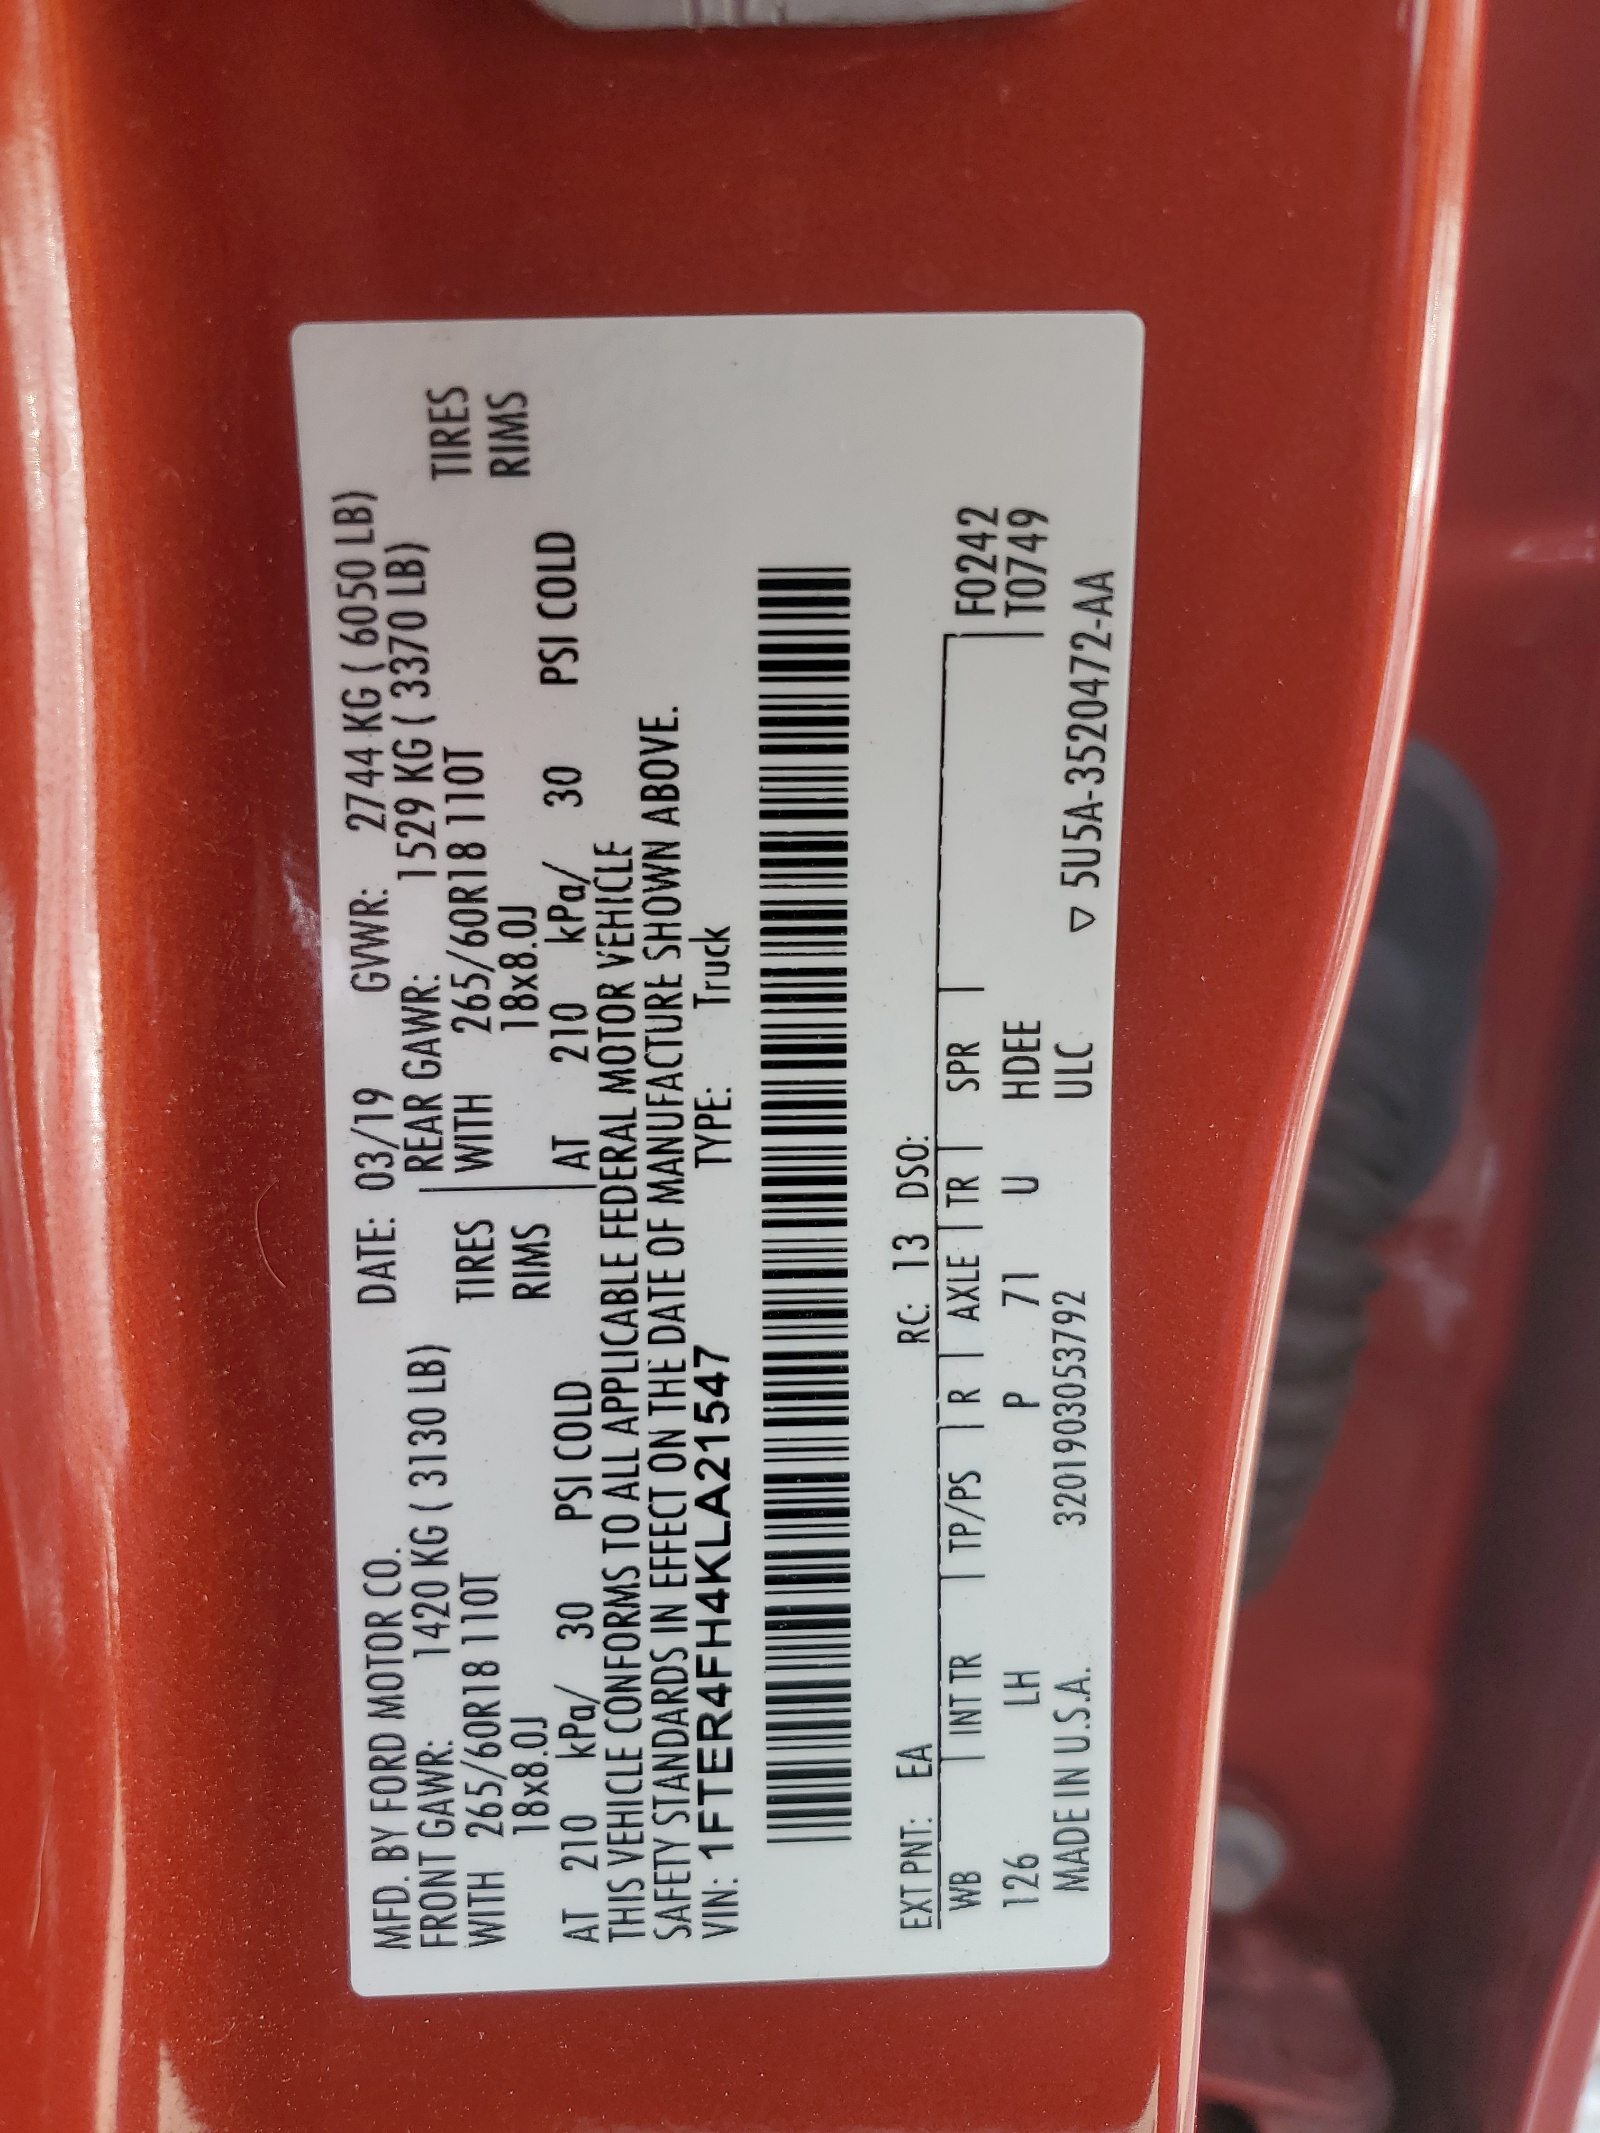 MFD. BY FORD MOTOR CO. DATE: 03/19 GVWR: 2744 KG ( 6050 LB)
FRONT GAWR: 1420 KG ( 3130 LB) REAR GAWR: 1529 KG ( 3370 LB)
WITH 265/60R18 110T TIRES WITH 265/60R18 110T TIRES
18x8.0J RIMS 18x8.0J RIMS
AT 210 kPa/ 30 PSI COLD AT 210 kPa/ 30 PSI COLD
THIS VEHICLE CONFORMS TO ALL APPLICABLE FEDERAL MOTOR VEHICLE
SAFETY STANDARDS IN EFFECT ON THE DATE OF MANUFACTURE SHOWN ABOVE.
VIN: 1FTER4FH4KLA21547 TYPE: Truck
EXT PNT: EA RC: 13 DSO:
WB INT TR TP/PS R AXLE TR SPR F0242
126 LH P 71 U HDEE T0749
MADE IN U.S.A. 3201903053792 ULC ▽ 5U5A-3520472-AA